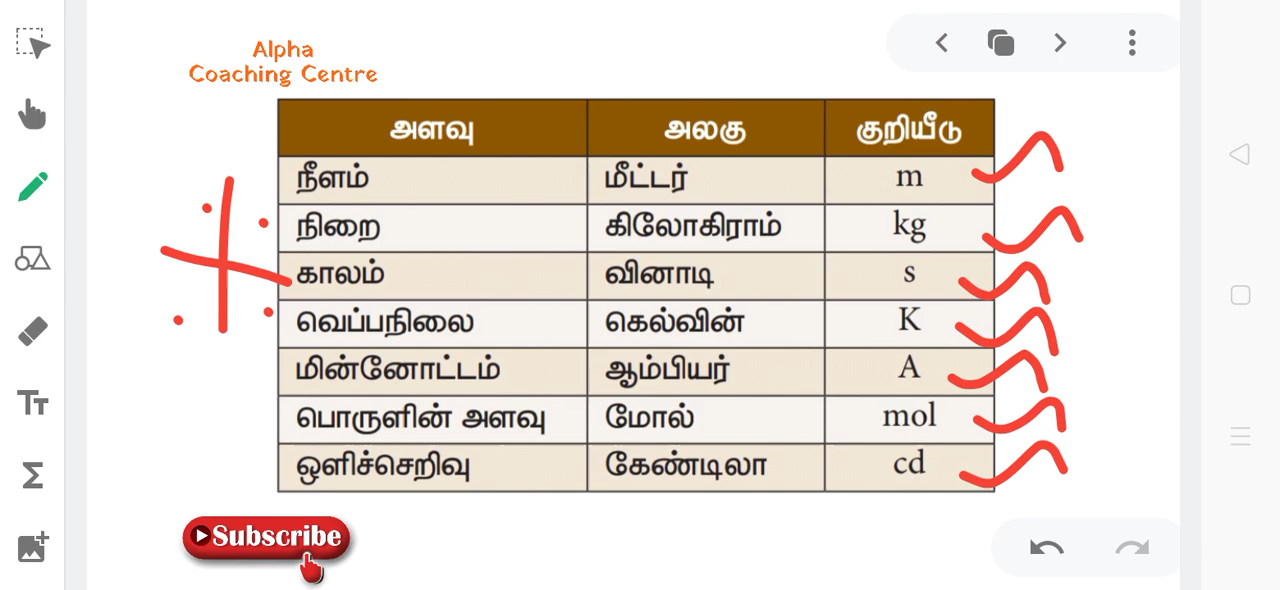 Alpha
Coaching Centre
அளவு அலகு குறியீடு
நீளம் மீட்டர் m
நிறை கிலோகிராம் kg
காலம் வினாடி s
வெப்பநிலை கெல்வின் K
மின்னோட்டம் ஆம்பியர் A
பொருளின் அளவு மோல் mol
ஒளிச்செறிவு கேண்டிலா cd
Subscribe